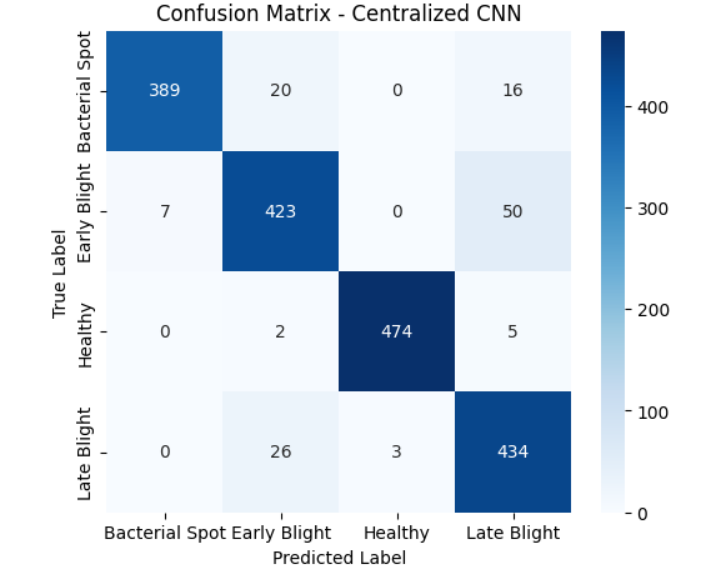 Confusion Matrix - Centralized CNN
True Label
Bacterial Spot
389 20 0 16
Early Blight
7 423 0 50
Healthy
0 2 474 5
Late Blight
0 26 3 434
Bacterial Spot Early Blight Healthy Late Blight
Predicted Label
400
300
200
100
0